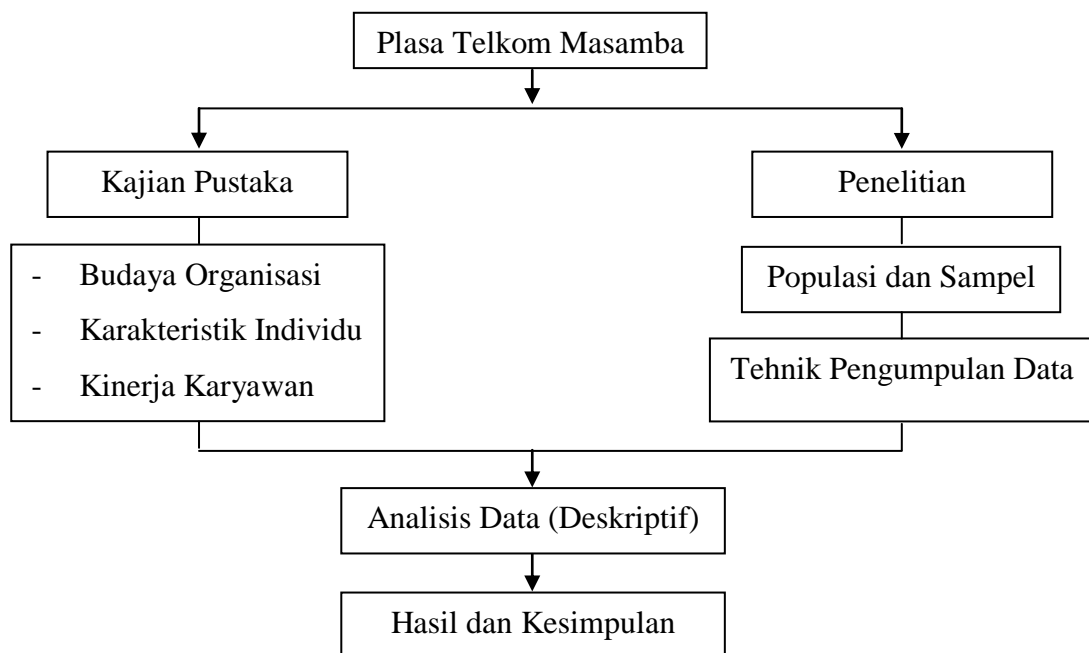 Plasa Telkom Masamba
Kajian Pustaka
Penelitian
- Budaya Organisasi
- Karakteristik Individu
- Kinerja Karyawan
Populasi dan Sampel
Tehnik Pengumpulan Data
Analisis Data (Deskriptif)
Hasil dan Kesimpulan